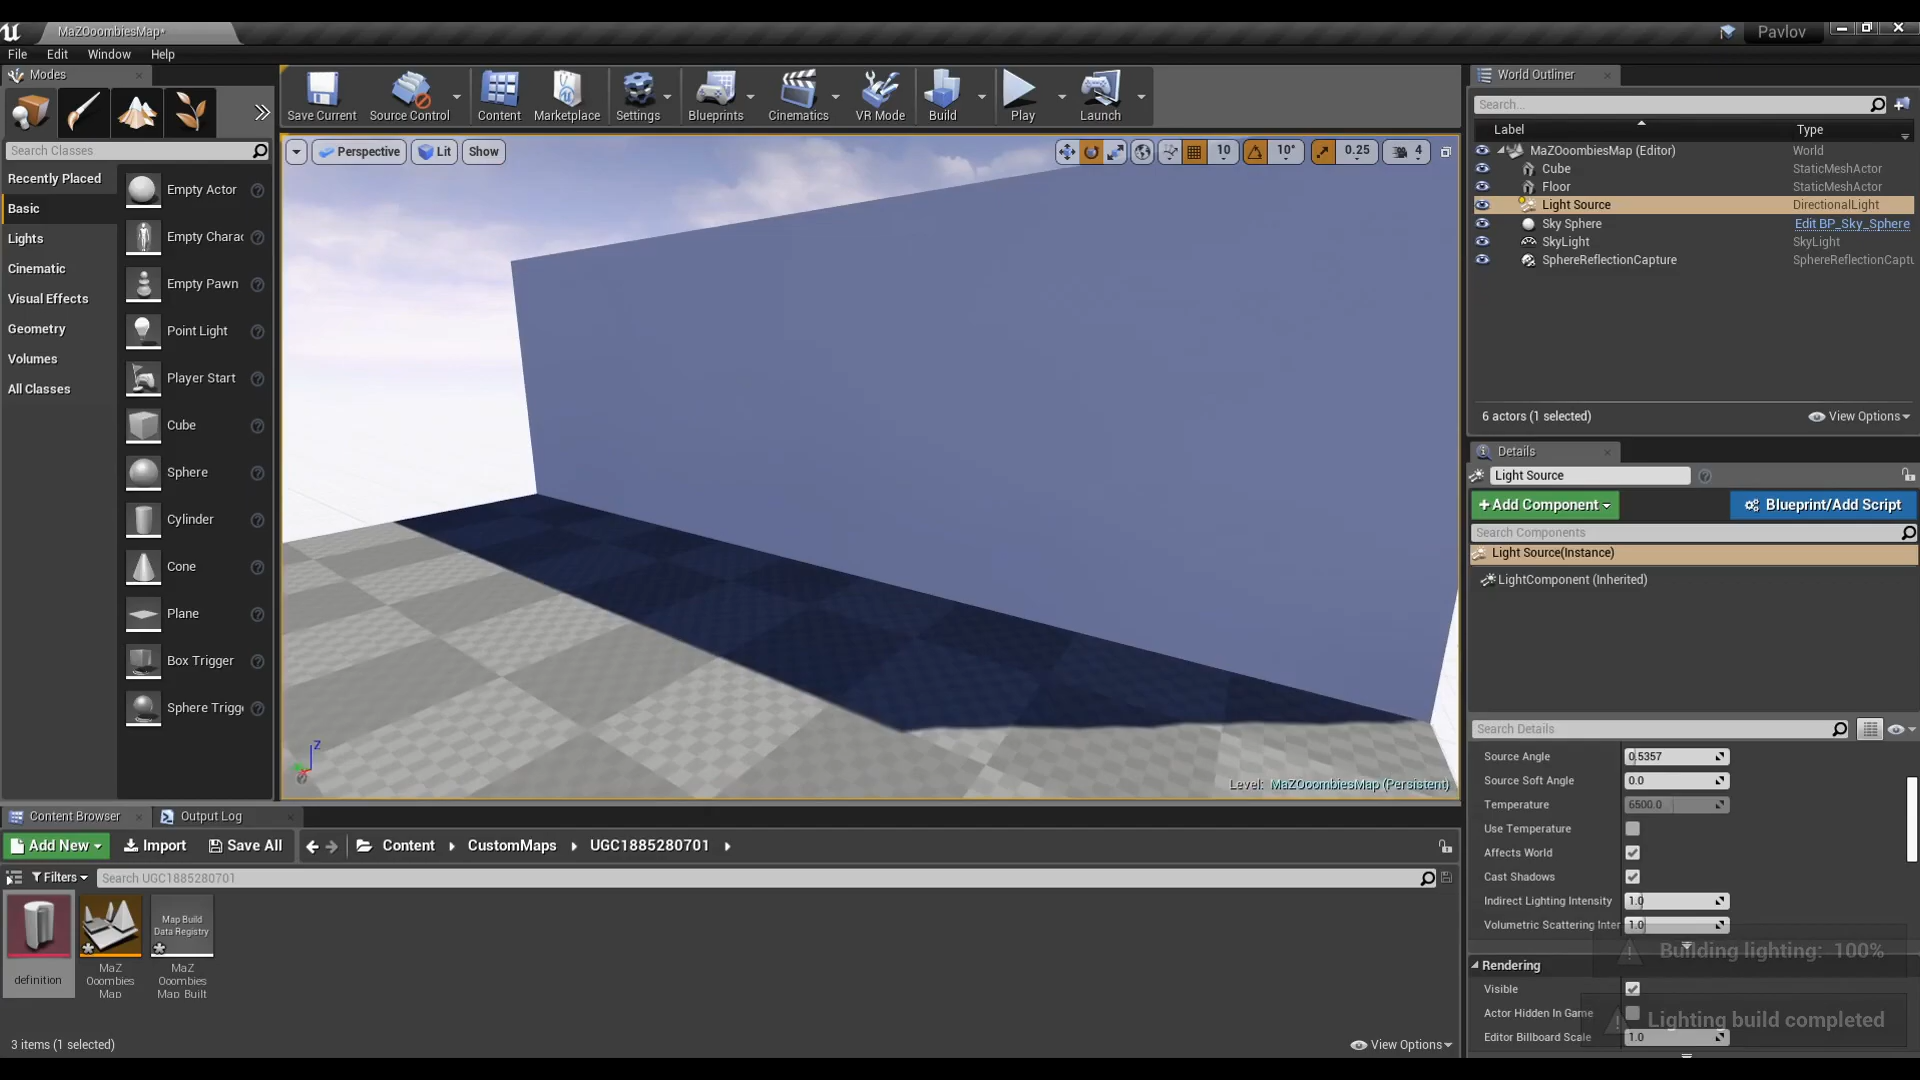 MaZOoombiesMap*
Pavlov
File Edit Window Help
Modes
Search Classes
Recently Placed
Basic
Lights
Cinematic
Visual Effects
Geometry
Volumes
All Classes
Empty Actor
Empty Charac
Empty Pawn
Point Light
Player Start
Cube
Sphere
Cylinder
Cone
Plane
Box Trigger
Sphere Trigge
Save Current Source Control Content Marketplace Settings Blueprints Cinematics VR Mode Build Play Launch
Perspective Lit Show
10 10° 0.25 4
Z
Level: MaZOoombiesMap (Persistent)
World Outliner
Search...
Label Type
MaZOoombiesMap (Editor) World
Cube StaticMeshActor
Floor StaticMeshActor
Light Source DirectionalLight
Sky Sphere Edit BP_Sky_Sphere
SkyLight SkyLight
SphereReflectionCapture SphereReflectionCaptu
6 actors (1 selected) View Options
Details
Light Source
+Add Component Blueprint/Add Script
Search Components
Light Source(Instance)
LightComponent (Inherited)
Search Details
Source Angle 0.5357
Source Soft Angle 0.0
Temperature 6500.0
Use Temperature
Affects World
Cast Shadows
Indirect Lighting Intensity 1.0
Volumetric Scattering Inter 1.0
Building lighting: 100%
Rendering
Visible
Actor Hidden In Game
Lighting build completed
Editor Billboard Scale 1.0
Content Browser Output Log
Add New Import Save All Content CustomMaps UGC1885280701
Filters Search UGC1885280701
definition
MaZ
Ooombies
Map
Map Build
Data Registry
MaZ
Ooombies
Map Built
3 items (1 selected) View Options